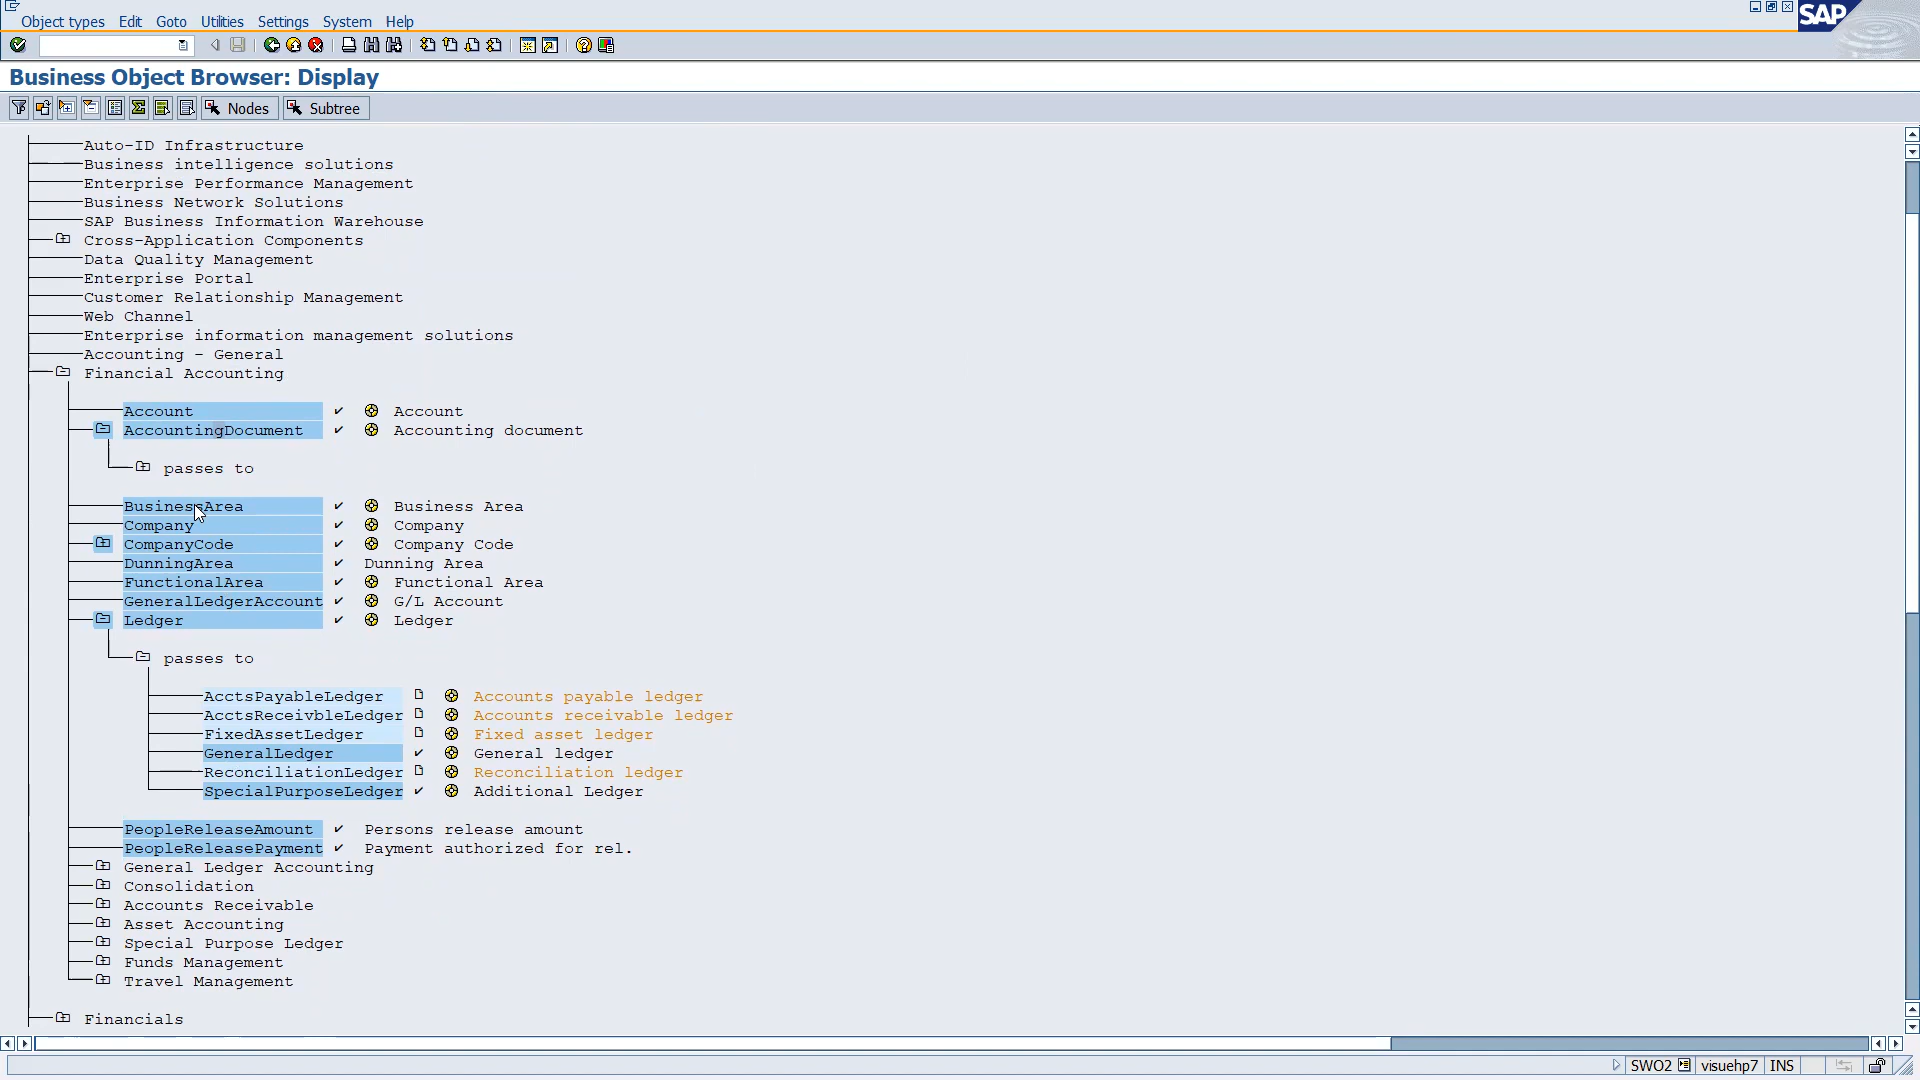 Object types Edit Goto Utilities Settings System Help
SAP
Business Object Browser: Display
Nodes Subtree
Auto-ID Infrastructure
Business intelligence solutions
Enterprise Performance Management
Business Network Solutions
SAP Business Information Warehouse
Cross-Application Components
Data Quality Management
Enterprise Portal
Customer Relationship Management
Web Channel
Enterprise information management solutions
Accounting - General
Financial Accounting
Account Account
AccountingDocument Accounting document
passes to
BusinessArea Business Area
Company Company
CompanyCode Company Code
DunningArea Dunning Area
FunctionalArea Functional Area
GeneralLedgerAccount G/L Account
Ledger Ledger
passes to
AcctsPayableLedger Accounts payable ledger
AcctsReceivbleLedger Accounts receivable ledger
FixedAssetLedger Fixed asset ledger
GeneralLedger General ledger
ReconciliationLedger Reconciliation ledger
SpecialPurposeLedger Additional Ledger
PeopleReleaseAmount Persons release amount
PeopleReleasePayment Payment authorized for rel.
General Ledger Accounting
Consolidation
Accounts Receivable
Asset Accounting
Special Purpose Ledger
Funds Management
Travel Management
Financials
SWO2 visuehp7 INS